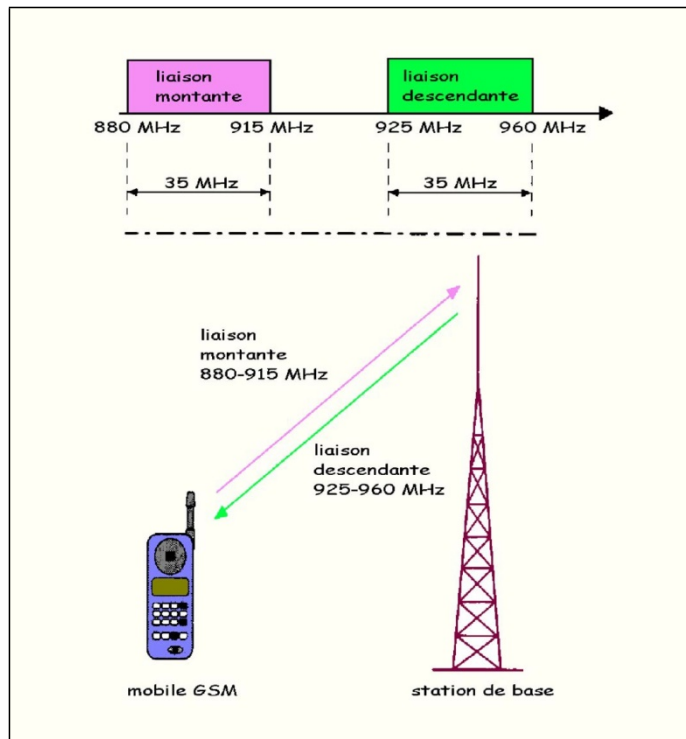 liaison
montante
liaison
descendante
880 MHz
915 MHz
925 MHz
960 MHz
35 MHz
35 MHz
liaison
montante
880-915 MHz
liaison
descendante
925-960 MHz
mobile GSM
station de base